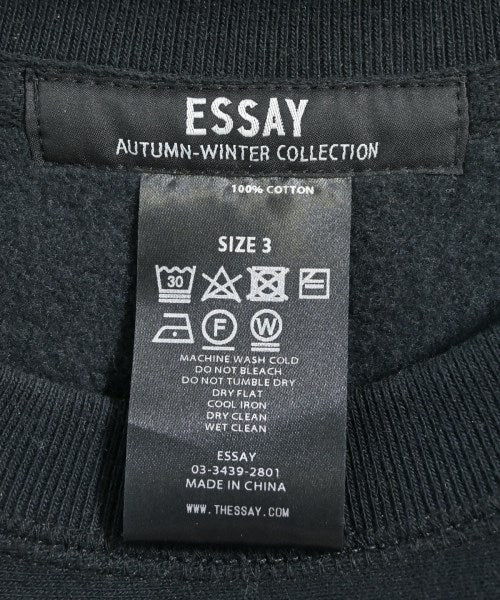 ESSAY
AUTUMN-WINTER COLLECTION
100% COTTON
SIZE 3
30
F W
MACHINE WASH COLD
DO NOT BLEACH
DO NOT TUMBLE DRY
DRY FLAT
COOL IRON
DRY CLEAN
WET CLEAN
ESSAY
03-3439-2801
MADE IN CHINA
WWW.THESSAY.COM